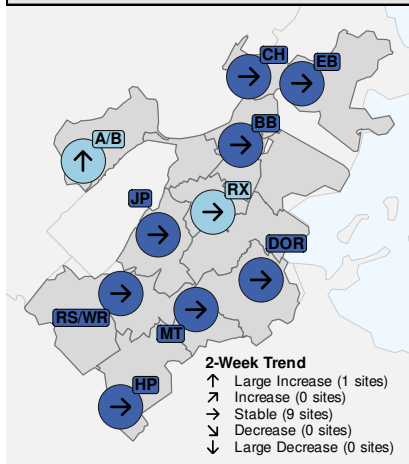 CH
EB
BB
A/B
RX
JP
DOR
RS/WR
MT
HP
2-Week Trend
↑ Large Increase (1 sites)
↗ Increase (0 sites)
→ Stable (9 sites)
↘ Decrease (0 sites)
↓ Large Decrease (0 sites)